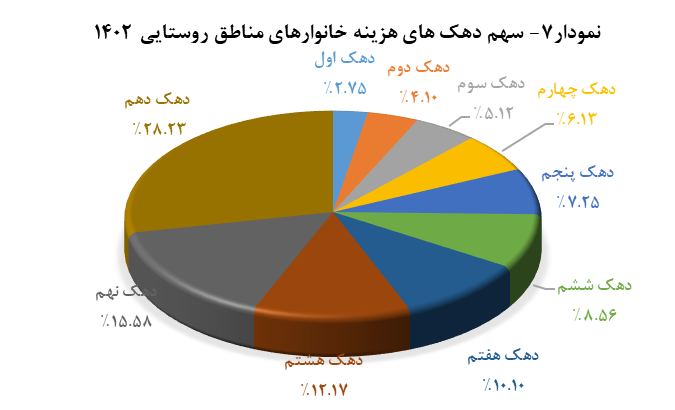 نمودار۷- سهم دهک های هزینه خانوارهای مناطق روستایی ۱۴۰۲
دهک اول
٪۲.۷۵
دهک دوم
٪۴.۱۰
دهک سوم
٪۵.۱۲
دهک چهارم
٪۶.۱۳
دهک پنجم
٪۷.۲۵
دهک ششم
٪۸.۵۶
دهک هفتم
٪۱۰.۱۰
دهک هشتم
٪۱۲.۱۷
دهک نهم
٪۱۵.۵۸
دهک دهم
٪۲۸.۲۳